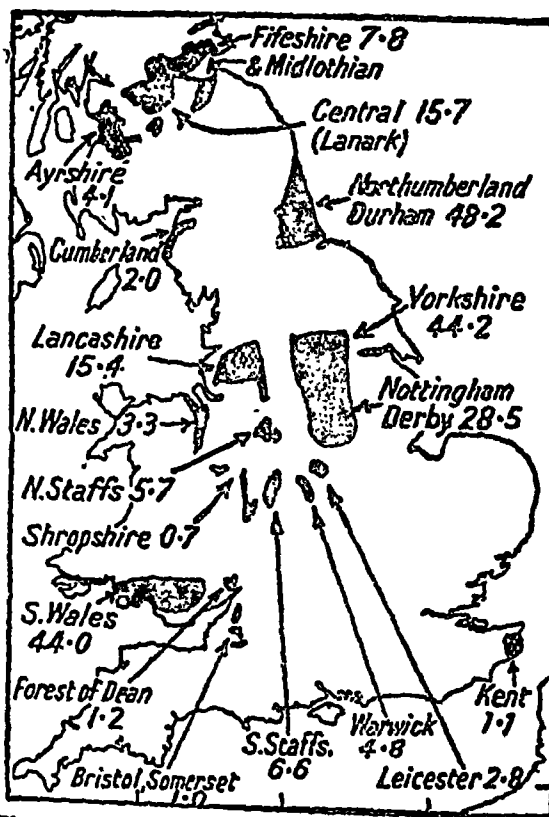 Fifeshire 7·8
& Midlothian
Central 15·7
(Lanark)
Ayrshire
4·1
Northumberland
Durham 48·2
Cumberland
2·0
Yorkshire
44·2
Lancashire
15·4
Nottingham
Derby 28·5
N. Wales 3·3
N. Staffs 5·7
Shropshire 0·7
S. Wales
44·0
Forest of Dean
1·2
Kent
1·1
S. Staffs.
6·6
Warwick
4·8
Leicester 2·8
Bristol, Somerset
1·0